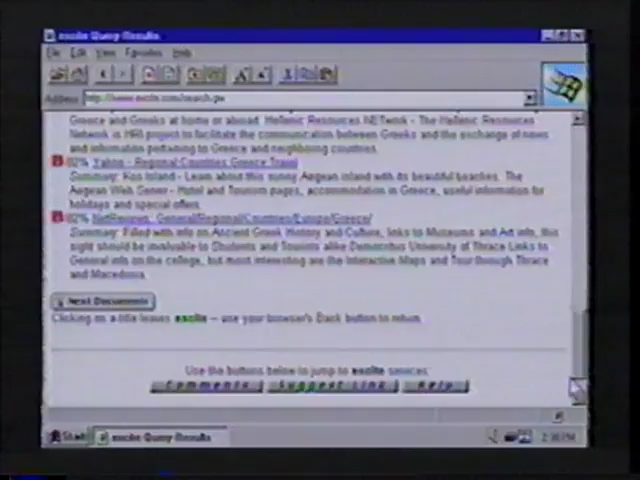 excite Query Results
File Edit View Favorites Help
Address: http://www.excite.com/search.gw
Greece and Greeks at home or abroad. Hellenic Resources NETwork - The Hellenic Resources
Network is HRI project to facilitate the communication between Greeks and the exchange of news
and information pertaining to Greece and neighboring countries.
82% Yahoo - Regional:Countries:Greece:Travel
Summary: Kos Island - Learn about this sunny Aegean island with its beautiful beaches. The
Aegean Web Server - Hotel and Tourism pages, accommodation in Greece, useful information for
holidays and special offers.
82% NetReviews: General/Regional/Countries/Europe/Greece/
Summary: Filled with info on Ancient Greek History and Culture, links to Museums and Art info, this
sight should be invaluable to Students and Tourists alike Democritus University of Thrace Links to
General info on the college, but most interesting are the Interactive Maps and Tour through Thrace
and Macedonia.
Next Documents
Clicking on a title leaves excite -- use your browser's Back button to return.
Use the buttons below to jump to excite services:
Comments Suggest Link Help
Start excite Query Results 2:36 PM